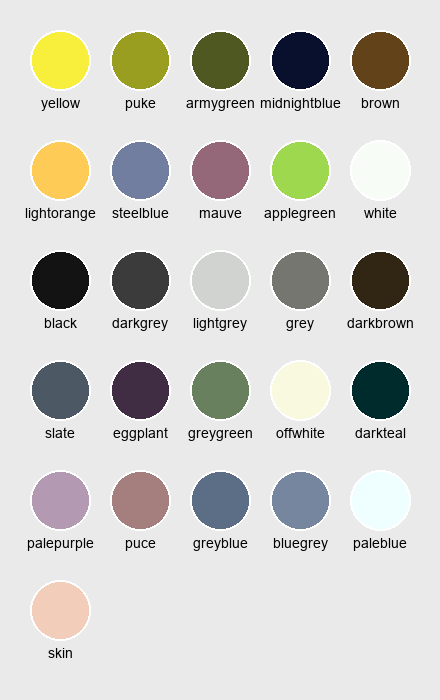 yellow puke armygreen midnightblue brown
lightorange steelblue mauve applegreen white
black darkgrey lightgrey grey darkbrown
slate eggplant greygreen offwhite darkteal
palepurple puce greyblue bluegrey paleblue
skin